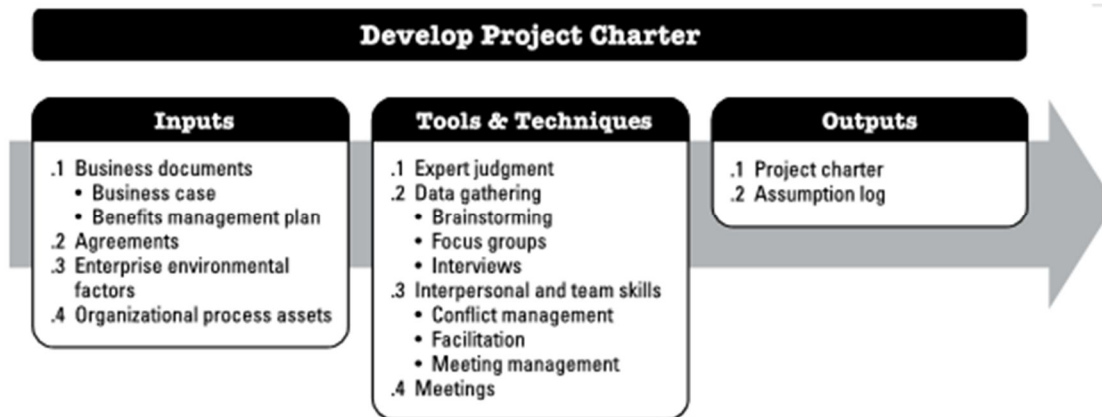 Develop Project Charter
Inputs
.1 Business documents
• Business case
• Benefits management plan
.2 Agreements
.3 Enterprise environmental
factors
.4 Organizational process assets
Tools & Techniques
.1 Expert judgment
.2 Data gathering
• Brainstorming
• Focus groups
• Interviews
.3 Interpersonal and team skills
• Conflict management
• Facilitation
• Meeting management
.4 Meetings
Outputs
.1 Project charter
.2 Assumption log